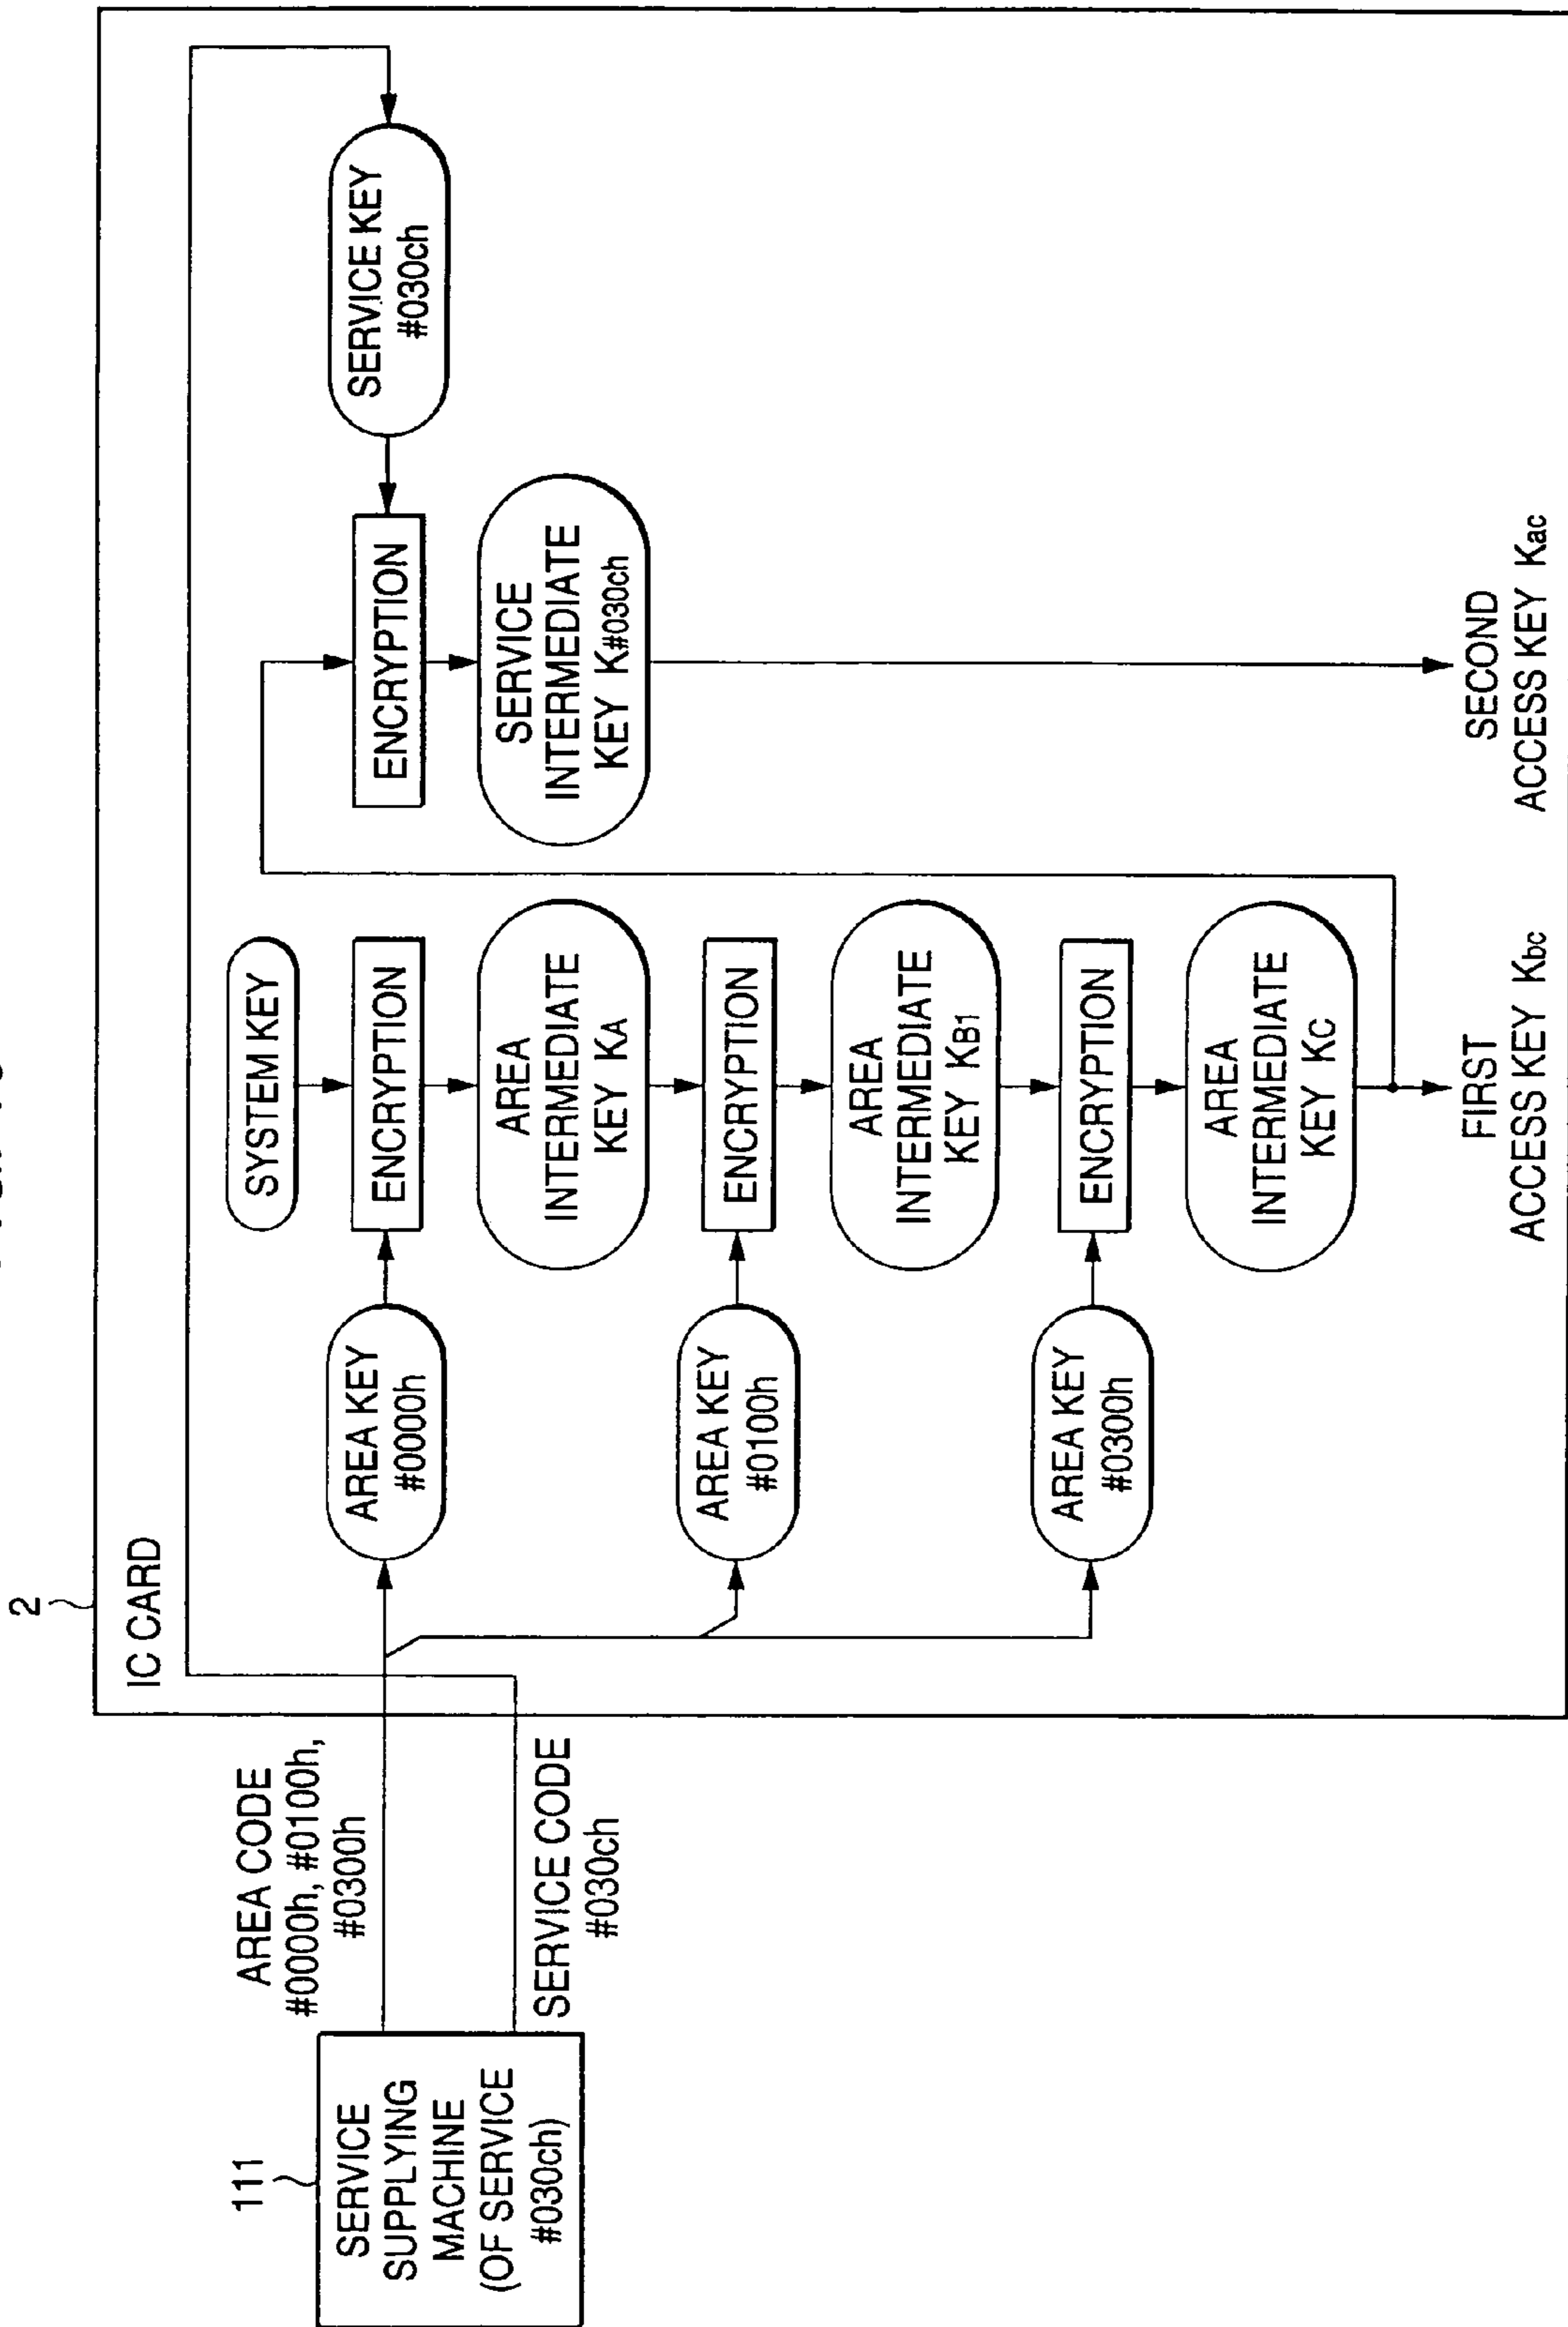 2
IC CARD
111
SERVICE
SUPPLYING
MACHINE
(OF SERVICE
#030ch)
AREA CODE
#0000h, #0100h,
#0300h
SERVICE CODE
#030ch
AREA KEY
#0000h
AREA KEY
#0100h
AREA KEY
#0300h
SYSTEM KEY
ENCRYPTION
AREA
INTERMEDIATE
KEY KA
ENCRYPTION
AREA
INTERMEDIATE
KEY KB1
ENCRYPTION
AREA
INTERMEDIATE
KEY KC
FIRST
ACCESS KEY Kbc
ENCRYPTION
SERVICE
INTERMEDIATE
KEY K#030ch
SERVICE KEY
#030ch
SECOND
ACCESS KEY Kac